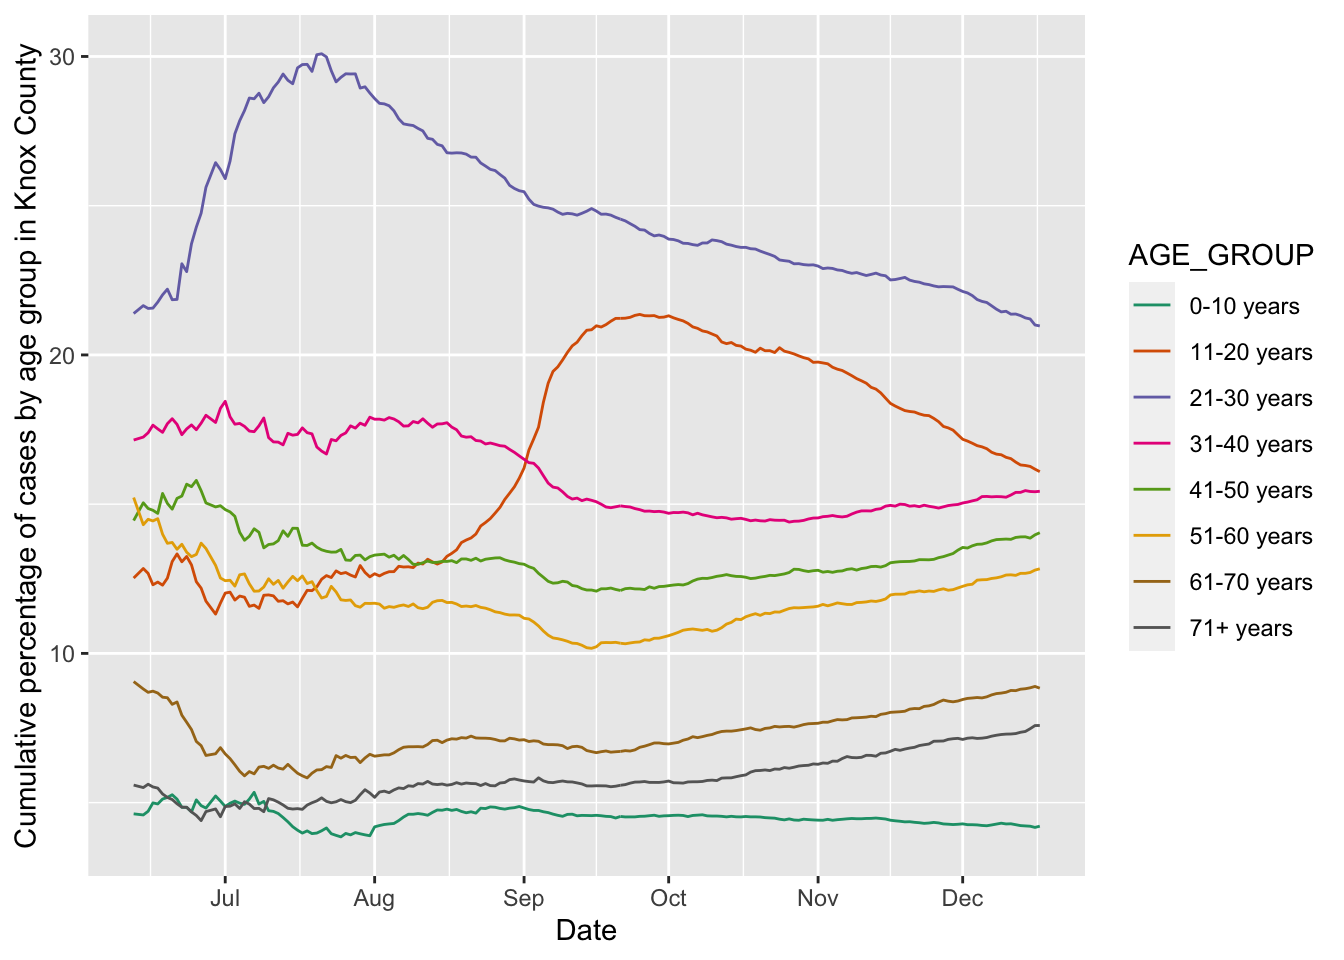 Cumulative percentage of cases by age group in Knox County
30
20
10
Jul Aug Sep Oct Nov Dec
Date
AGE_GROUP
0-10 years
11-20 years
21-30 years
31-40 years
41-50 years
51-60 years
61-70 years
71+ years